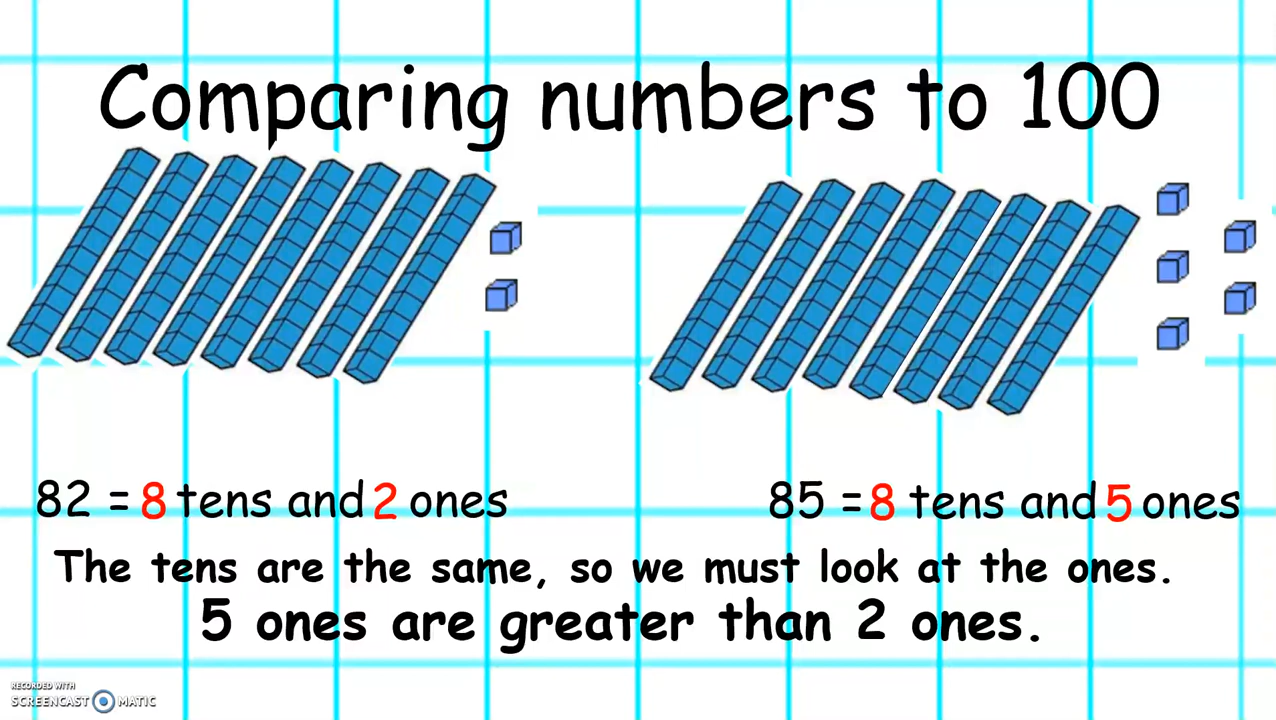 Comparing numbers to 100
82 = 8 tens and 2 ones
85 = 8 tens and 5 ones
The tens are the same, so we must look at the ones.
5 ones are greater than 2 ones.
RECORDED WITH
SCREENCAST MATIC